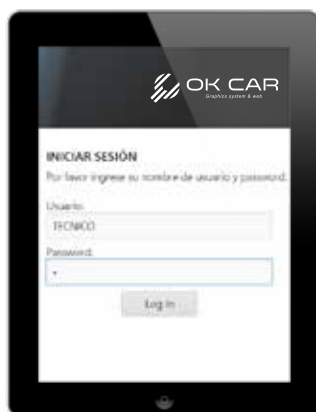 OK CAR
Graphics system & web
INICIAR SESIÓN
Por favor ingrese su nombre de usuario y password.
Usuario:
TECNICO
Password:
Log In